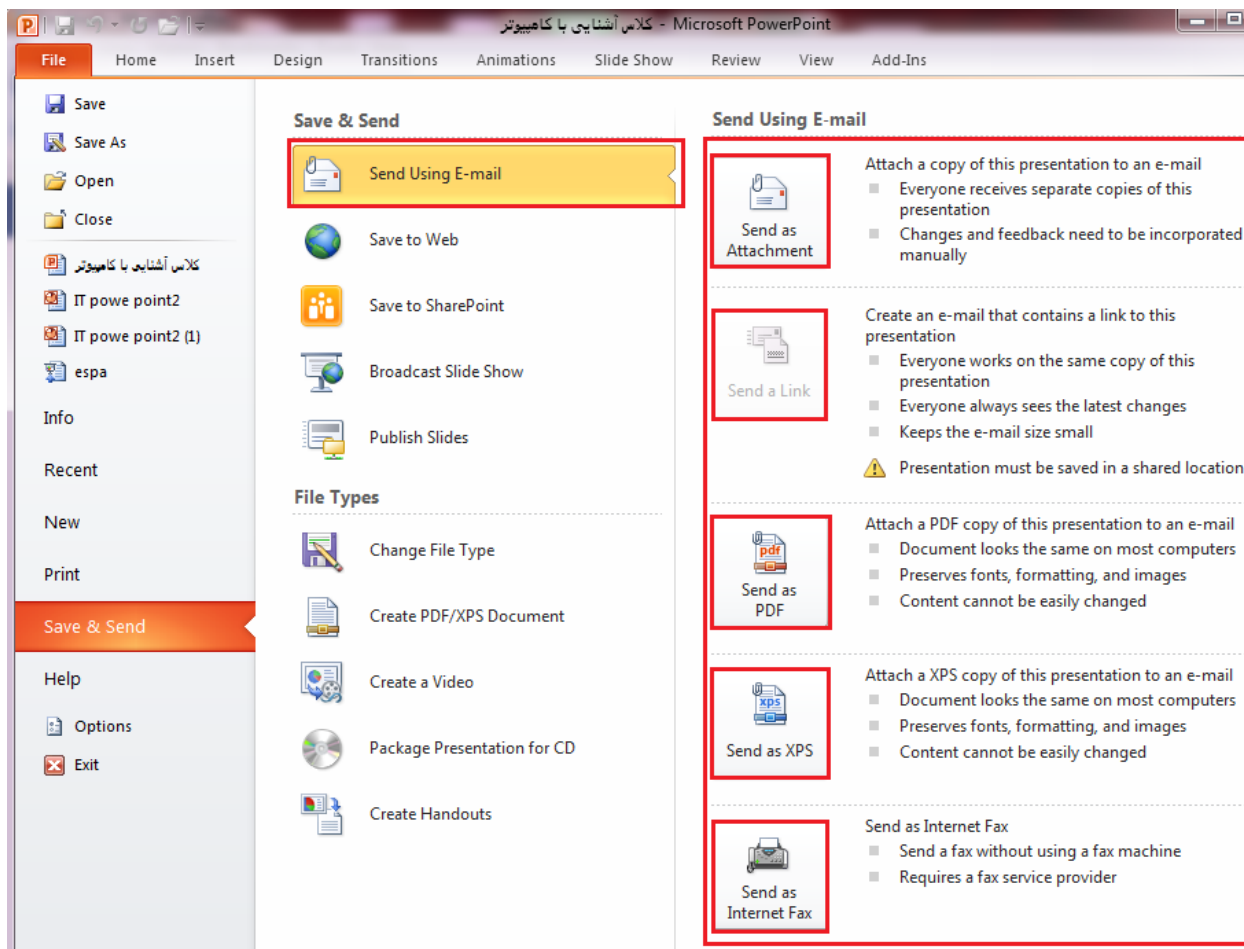 کلاس آشنایی با کامپیوتر - Microsoft PowerPoint
File Home Insert Design Transitions Animations Slide Show Review View Add-Ins
Save
Save As
Open
Close
کلاس آشنایی با کامپیوتر
IT powe point2
IT powe point2 (1)
espa
Info
Recent
New
Print
Save & Send
Help
Options
Exit
Save & Send
Send Using E-mail
Save to Web
Save to SharePoint
Broadcast Slide Show
Publish Slides
File Types
Change File Type
Create PDF/XPS Document
Create a Video
Package Presentation for CD
Create Handouts
Send Using E-mail
Send as
Attachment
Attach a copy of this presentation to an e-mail
Everyone receives separate copies of this
presentation
Changes and feedback need to be incorporated
manually
Send a Link
Create an e-mail that contains a link to this
presentation
Everyone works on the same copy of this
presentation
Everyone always sees the latest changes
Keeps the e-mail size small
Presentation must be saved in a shared location
pdf
Send as
PDF
Attach a PDF copy of this presentation to an e-mail
Document looks the same on most computers
Preserves fonts, formatting, and images
Content cannot be easily changed
xps
Send as XPS
Attach a XPS copy of this presentation to an e-mail
Document looks the same on most computers
Preserves fonts, formatting, and images
Content cannot be easily changed
Send as
Internet Fax
Send as Internet Fax
Send a fax without using a fax machine
Requires a fax service provider